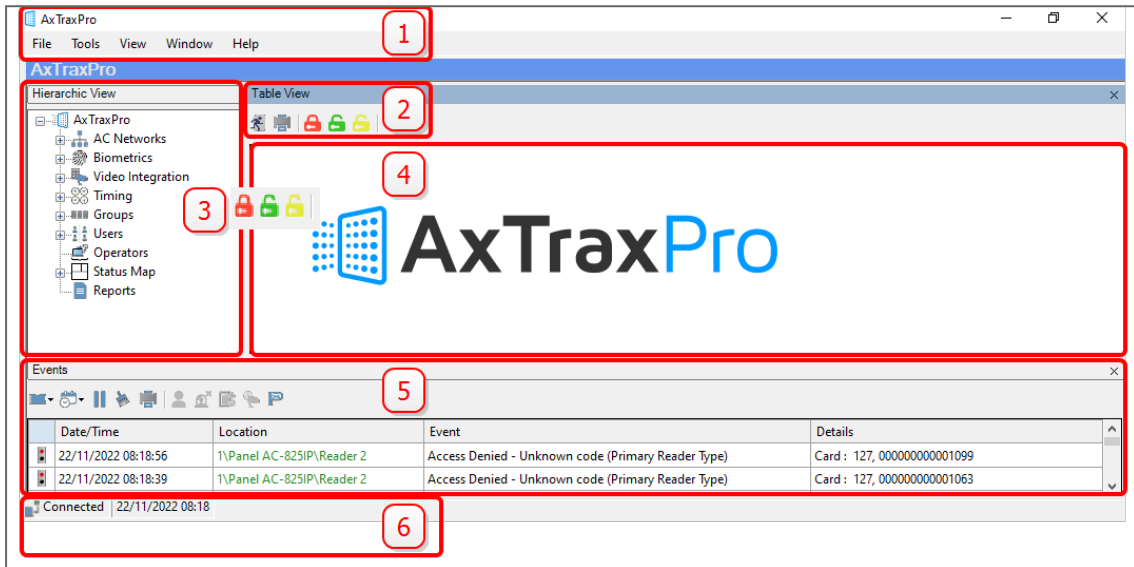 AxTraxPro
1
File Tools View Window Help
AxTraxPro
Hierarchic View
Table View
2
AxTraxPro
AC Networks
Biometrics
Video Integration
Timing
Groups
Users
Operators
Status Map
Reports
3
4
AxTraxPro
Events
5
Date/Time Location Event Details
22/11/2022 08:18:56 1\Panel AC-825IP\Reader 2 Access Denied - Unknown code (Primary Reader Type) Card : 127, 000000000001099
22/11/2022 08:18:39 1\Panel AC-825IP\Reader 2 Access Denied - Unknown code (Primary Reader Type) Card : 127, 000000000001063
Connected 22/11/2022 08:18
6